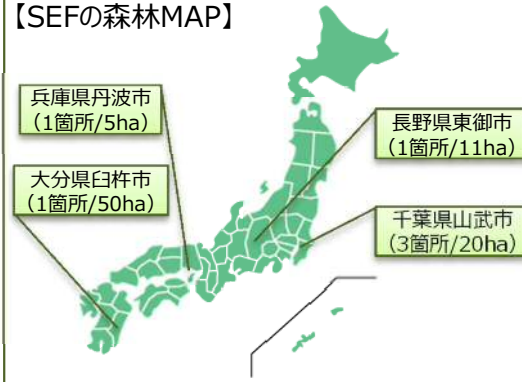 【SEFの森林MAP】
兵庫県丹波市
（1箇所/5ha）
長野県東御市
（1箇所/11ha）
大分県臼杵市
（1箇所/50ha）
千葉県山武市
（3箇所/20ha）